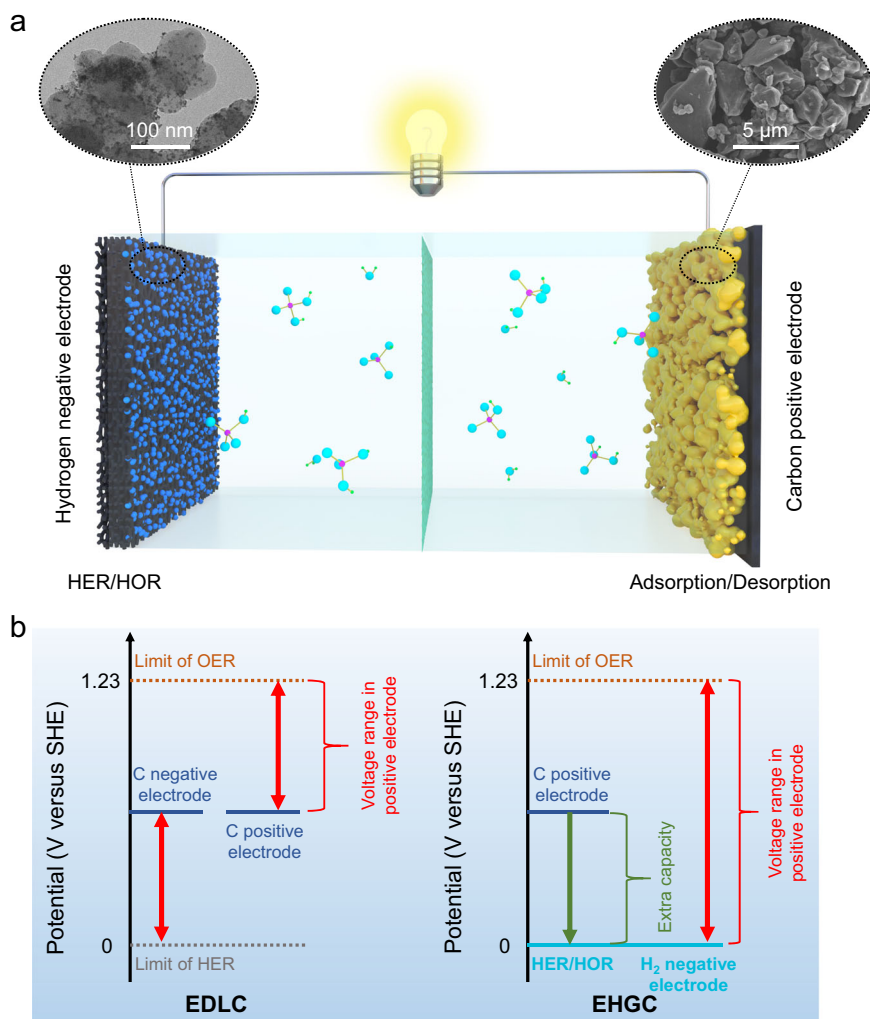 a
100 nm
5 µm
Hydrogen negative electrode
Carbon positive electrode
HER/HOR
Adsorption/Desorption
b
Potential (V versus SHE)
1.23
0
Limit of OER
C negative
electrode
C positive
electrode
Voltage range in
positive electrode
Limit of HER
EDLC
Potential (V versus SHE)
1.23
0
Limit of OER
C positive
electrode
Extra capacity
Voltage range in
positive electrode
HER/HOR
H₂ negative
electrode
EHGC